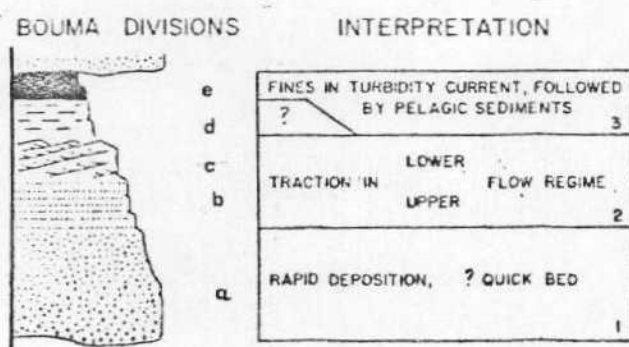 BOUMA DIVISIONS
INTERPRETATION
e
d
c
b
a
FINES IN TURBIDITY CURRENT, FOLLOWED
? BY PELAGIC SEDIMENTS
3
LOWER
TRACTION IN FLOW REGIME
UPPER
2
RAPID DEPOSITION, ? QUICK BED
1